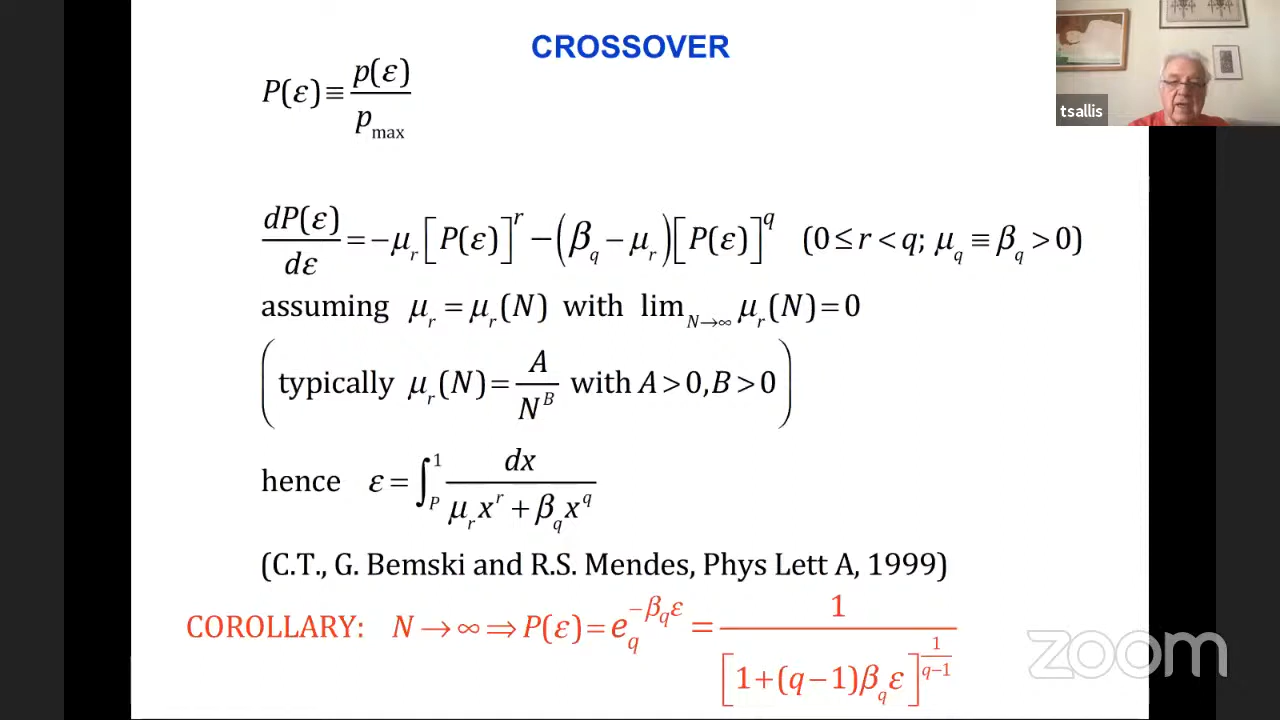 CROSSOVER
P(ε) ≡ p(ε) / p_max
tsallis
dP(ε)/dε = −μ_r [P(ε)]^r − (β_q − μ_r) [P(ε)]^q (0 ≤ r < q; μ_q ≡ β_q > 0)
assuming μ_r = μ_r(N) with lim_{N→∞} μ_r(N) = 0
(typically μ_r(N) = A / N^B with A > 0, B > 0)
hence ε = ∫_P^1 dx / (μ_r x^r + β_q x^q)
(C.T., G. Bemski and R.S. Mendes, Phys Lett A, 1999)
COROLLARY: N → ∞ ⇒ P(ε) = e_q^{−β_q ε} = 1 / [1 + (q − 1)β_q ε]^{1/(q−1)}
zoom